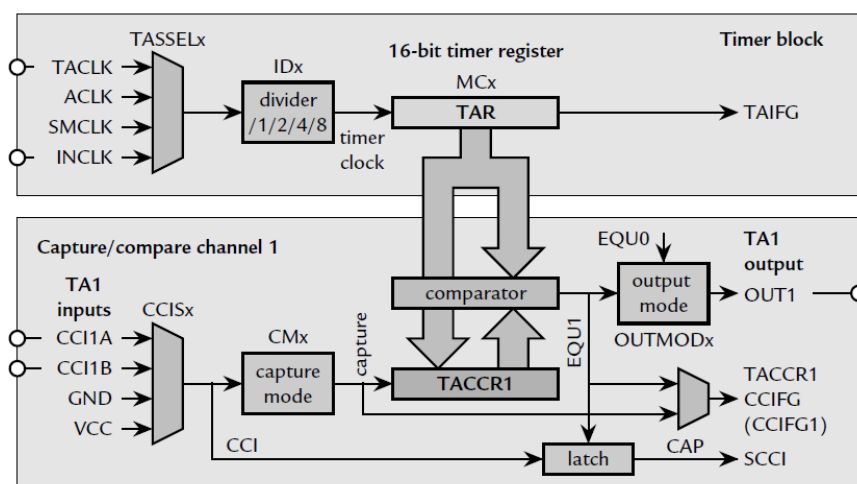 TASSELx
16-bit timer register
Timer block
TACLK
ACLK
SMCLK
INCLK
IDx
divider
/1/2/4/8
timer
clock
MCx
TAR
TAIFG
Capture/compare channel 1
EQU0
TA1
output
TA1
inputs
CCISx
CCI1A
CCI1B
GND
VCC
CMx
capture
mode
capture
comparator
TACCR1
EQU1
output
mode
OUT1
OUTMODx
TACCR1
CCIFG
(CCIFG1)
CCI
latch
CAP
SCCI